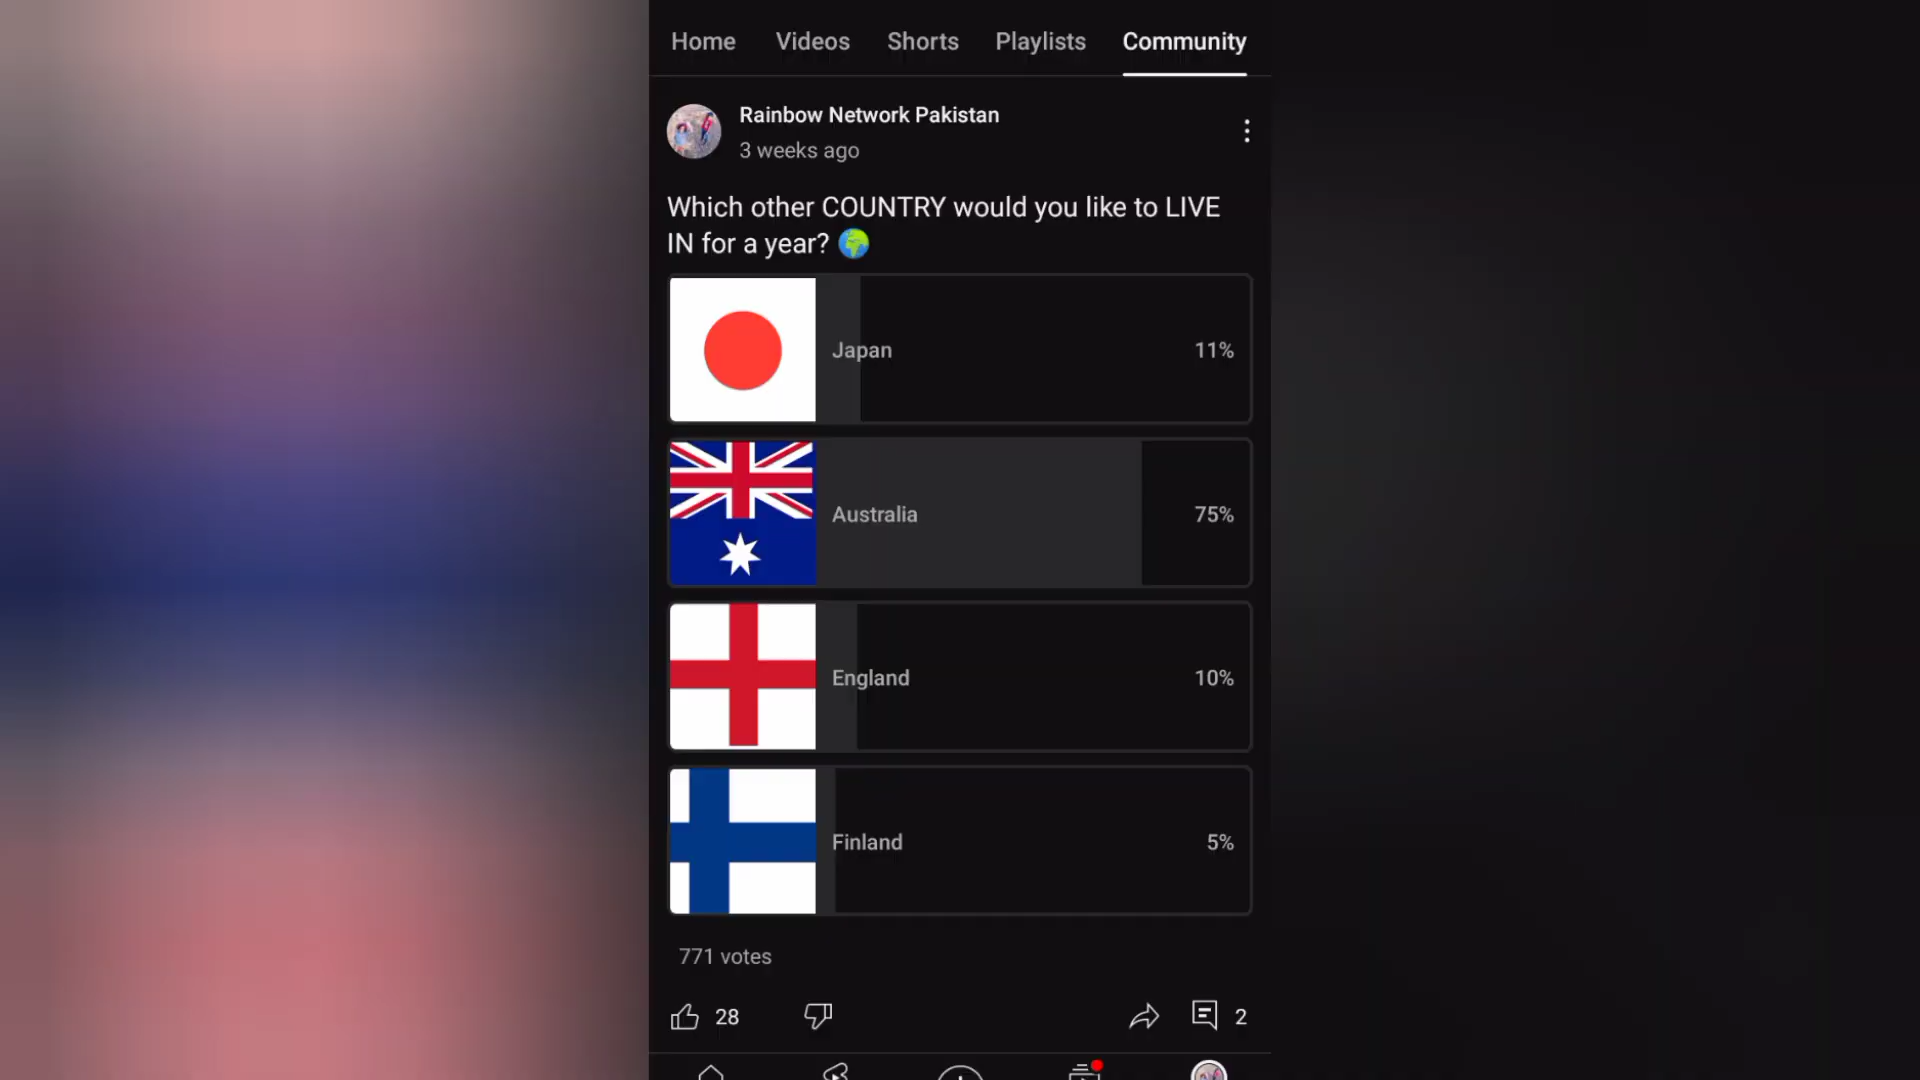 Home Videos Shorts Playlists Community
Rainbow Network Pakistan
3 weeks ago
Which other COUNTRY would you like to LIVE
IN for a year? 🌍
Japan 11%
Australia 75%
England 10%
Finland 5%
771 votes
28 2